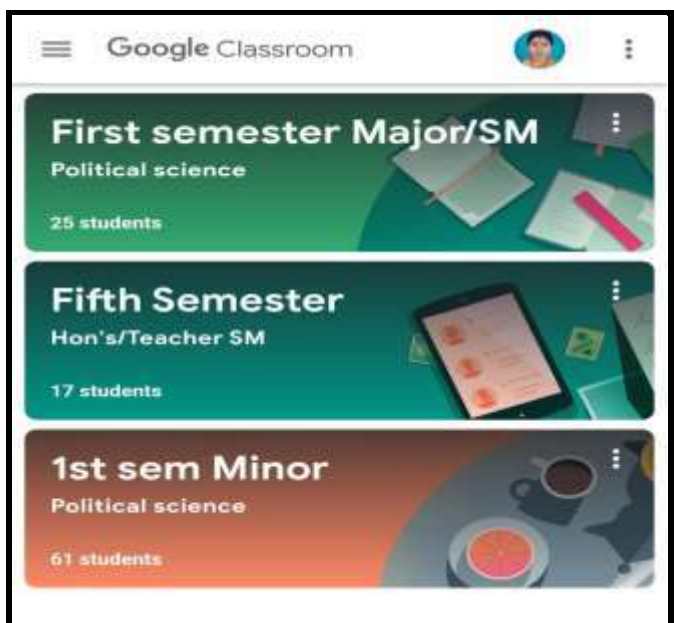 Google Classroom
First semester Major/SM
Political science
25 students
Fifth Semester
Hon's/Teacher SM
17 students
1st sem Minor
Political science
61 students